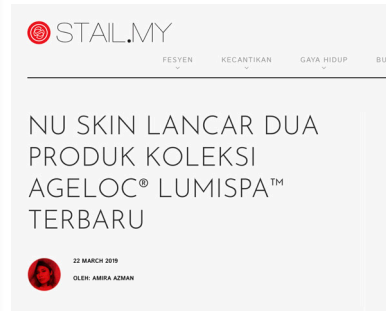 STAIL.MY
FESYEN KECANTIKAN GAYA HIDUP BU
NU SKIN LANCAR DUA
PRODUK KOLEKSI
AGELOC® LUMISPA™
TERBARU
22 MARCH 2019
OLEH: AMIRA AZMAN